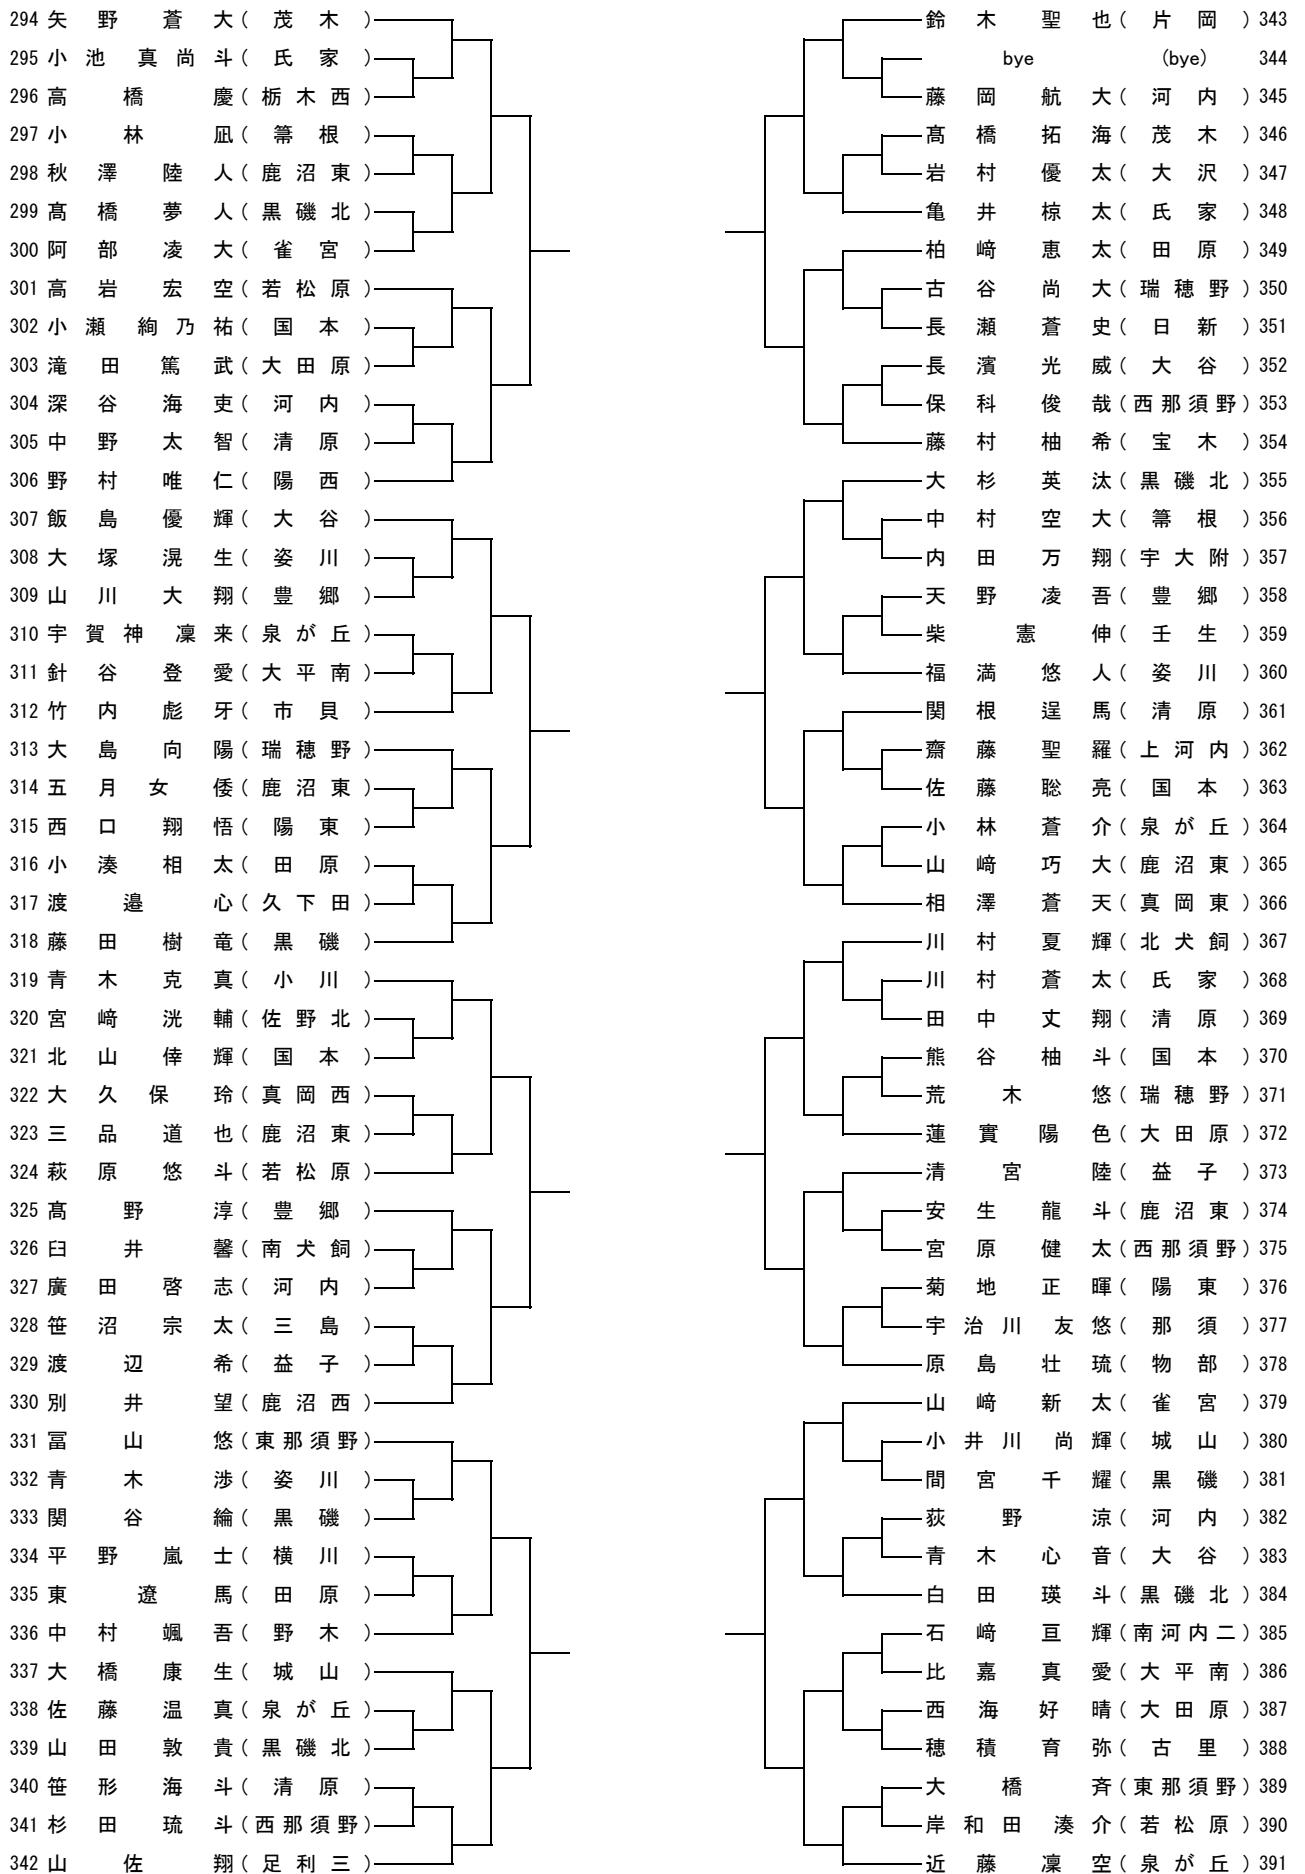 294 矢野蒼大(茂木)
295 小池真尚斗(氏家)
296 高橋慶(栃木西)
297 小林凪(箒根)
298 秋澤陸人(鹿沼東)
299 髙橋夢人(黒磯北)
300 阿部凌大(雀宮)
301 高岩宏空(若松原)
302 小瀬絢乃祐(国本)
303 滝田篤武(大田原)
304 深谷海吏(河内)
305 中野太智(清原)
306 野村唯仁(陽西)
307 飯島優輝(大谷)
308 大塚滉生(姿川)
309 山川大翔(豊郷)
310 宇賀神凜来(泉が丘)
311 針谷登愛(大平南)
312 竹内彪牙(市貝)
313 大島向陽(瑞穂野)
314 五月女倭(鹿沼東)
315 西口翔悟(陽東)
316 小湊相太(田原)
317 渡邉心(久下田)
318 藤田樹竜(黒磯)
319 青木克真(小川)
320 宮﨑洸輔(佐野北)
321 北山倖輝(国本)
322 大久保玲(真岡西)
323 三品道也(鹿沼東)
324 萩原悠斗(若松原)
325 髙野淳(豊郷)
326 臼井馨(南犬飼)
327 廣田啓志(河内)
328 笹沼宗太(三島)
329 渡辺希(益子)
330 別井望(鹿沼西)
331 冨山悠(東那須野)
332 青木渉(姿川)
333 関谷綸(黒磯)
334 平野嵐士(横川)
335 東遼馬(田原)
336 中村颯吾(野木)
337 大橋康生(城山)
338 佐藤温真(泉が丘)
339 山田敦貴(黒磯北)
340 笹形海斗(清原)
341 杉田琉斗(西那須野)
342 山佐翔(足利三)
鈴木聖也(片岡)343
bye (bye) 344
藤岡航大(河内)345
髙橋拓海(茂木)346
岩村優太(大沢)347
亀井椋太(氏家)348
柏﨑恵太(田原)349
古谷尚大(瑞穂野)350
長瀬蒼史(日新)351
長濱光威(大谷)352
保科俊哉(西那須野)353
藤村柚希(宝木)354
大杉英汰(黒磯北)355
中村空大(箒根)356
内田万翔(宇大附)357
天野凌吾(豊郷)358
柴憲伸(壬生)359
福満悠人(姿川)360
関根逞馬(清原)361
齋藤聖羅(上河内)362
佐藤聡亮(国本)363
小林蒼介(泉が丘)364
山﨑巧大(鹿沼東)365
相澤蒼天(真岡東)366
川村夏輝(北犬飼)367
川村蒼太(氏家)368
田中丈翔(清原)369
熊谷柚斗(国本)370
荒木悠(瑞穂野)371
蓮實陽色(大田原)372
清宮陸(益子)373
安生龍斗(鹿沼東)374
宮原健太(西那須野)375
菊地正暉(陽東)376
宇治川友悠(那須)377
原島壮琉(物部)378
山﨑新太(雀宮)379
小井川尚輝(城山)380
間宮千耀(黒磯)381
荻野涼(河内)382
青木心音(大谷)383
白田瑛斗(黒磯北)384
石﨑亘輝(南河内二)385
比嘉真愛(大平南)386
西海好晴(大田原)387
穂積育弥(古里)388
大橋斉(東那須野)389
岸和田湊介(若松原)390
近藤凜空(泉が丘)391